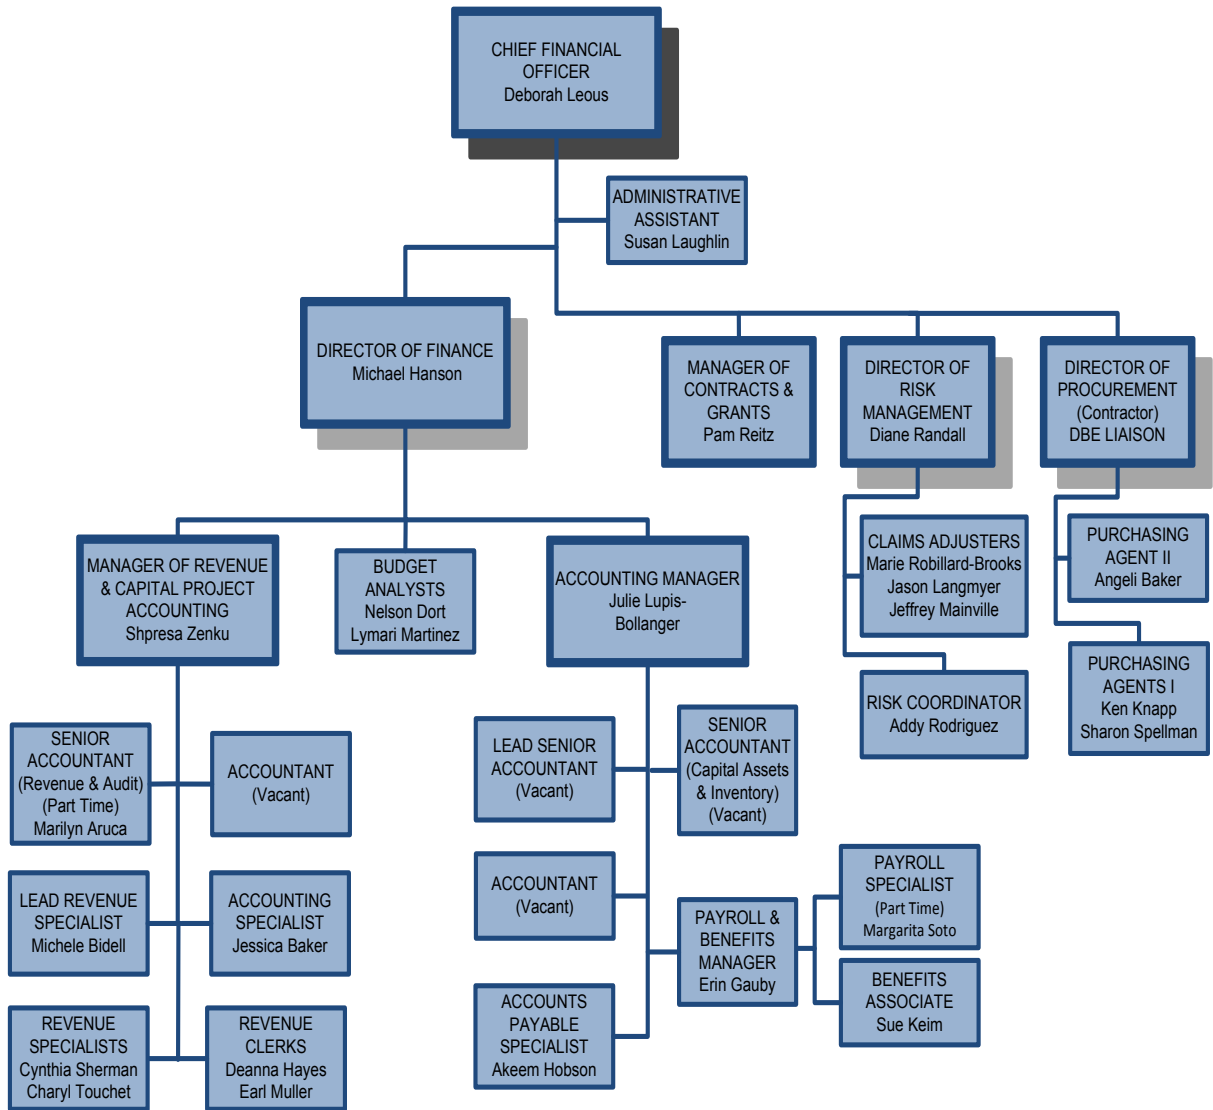 CHIEF FINANCIAL
OFFICER
Deborah Leous
ADMINISTRATIVE
ASSISTANT
Susan Laughlin
DIRECTOR OF FINANCE
Michael Hanson
MANAGER OF
CONTRACTS &
GRANTS
Pam Reitz
DIRECTOR OF
RISK
MANAGEMENT
Diane Randall
DIRECTOR OF
PROCUREMENT
(Contractor)
DBE LIAISON
MANAGER OF REVENUE
& CAPITAL PROJECT
ACCOUNTING
Shpresa Zenku
BUDGET
ANALYSTS
Nelson Dort
Lymari Martinez
ACCOUNTING MANAGER
Julie Lupis-
Bollanger
CLAIMS ADJUSTERS
Marie Robillard-Brooks
Jason Langmyer
Jeffrey Mainville
PURCHASING
AGENT II
Angeli Baker
RISK COORDINATOR
Addy Rodriguez
PURCHASING
AGENTS I
Ken Knapp
Sharon Spellman
SENIOR
ACCOUNTANT
(Revenue & Audit)
(Part Time)
Marilyn Aruca
ACCOUNTANT
(Vacant)
LEAD SENIOR
ACCOUNTANT
(Vacant)
SENIOR
ACCOUNTANT
(Capital Assets
& Inventory)
(Vacant)
LEAD REVENUE
SPECIALIST
Michele Bidell
ACCOUNTING
SPECIALIST
Jessica Baker
ACCOUNTANT
(Vacant)
PAYROLL &
BENEFITS
MANAGER
Erin Gauby
PAYROLL
SPECIALIST
(Part Time)
Margarita Soto
BENEFITS
ASSOCIATE
Sue Keim
REVENUE
SPECIALISTS
Cynthia Sherman
Charyl Touchet
REVENUE
CLERKS
Deanna Hayes
Earl Muller
ACCOUNTS
PAYABLE
SPECIALIST
Akeem Hobson